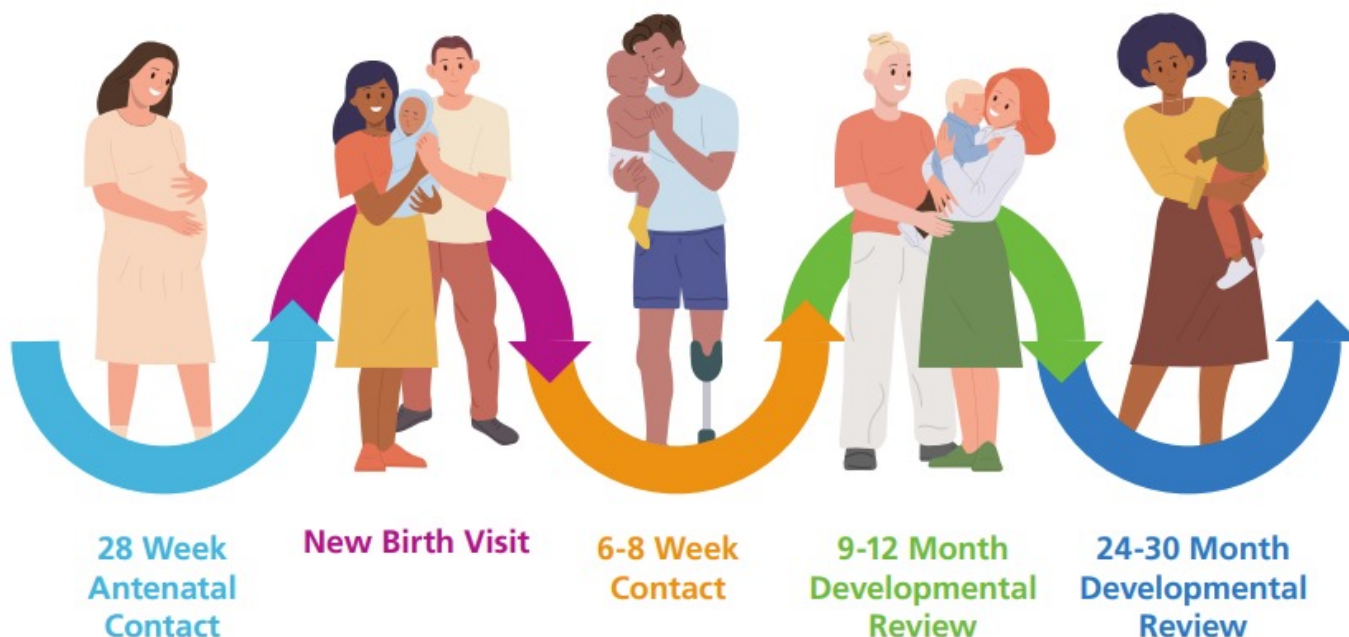 28 Week
Antenatal
Contact
New Birth Visit
6-8 Week
Contact
9-12 Month
Developmental
Review
24-30 Month
Developmental
Review